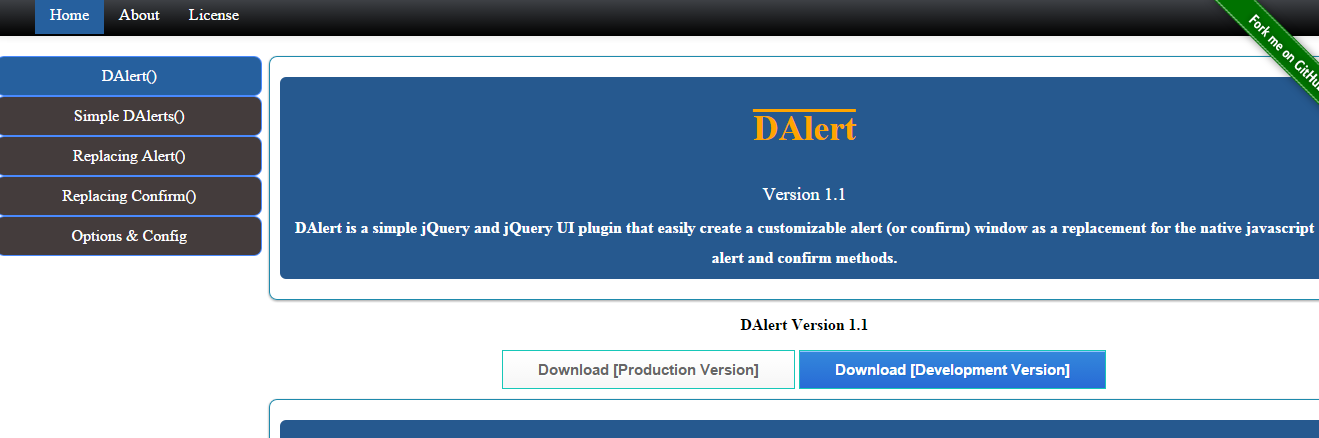 Home About License
Fork me on GitHu
DAlert()
Simple DAlerts()
Replacing Alert()
Replacing Confirm()
Options & Config
DAlert
Version 1.1
DAlert is a simple jQuery and jQuery UI plugin that easily create a customizable alert (or confirm) window as a replacement for the native javascript
alert and confirm methods.
DAlert Version 1.1
Download [Production Version] Download [Development Version]